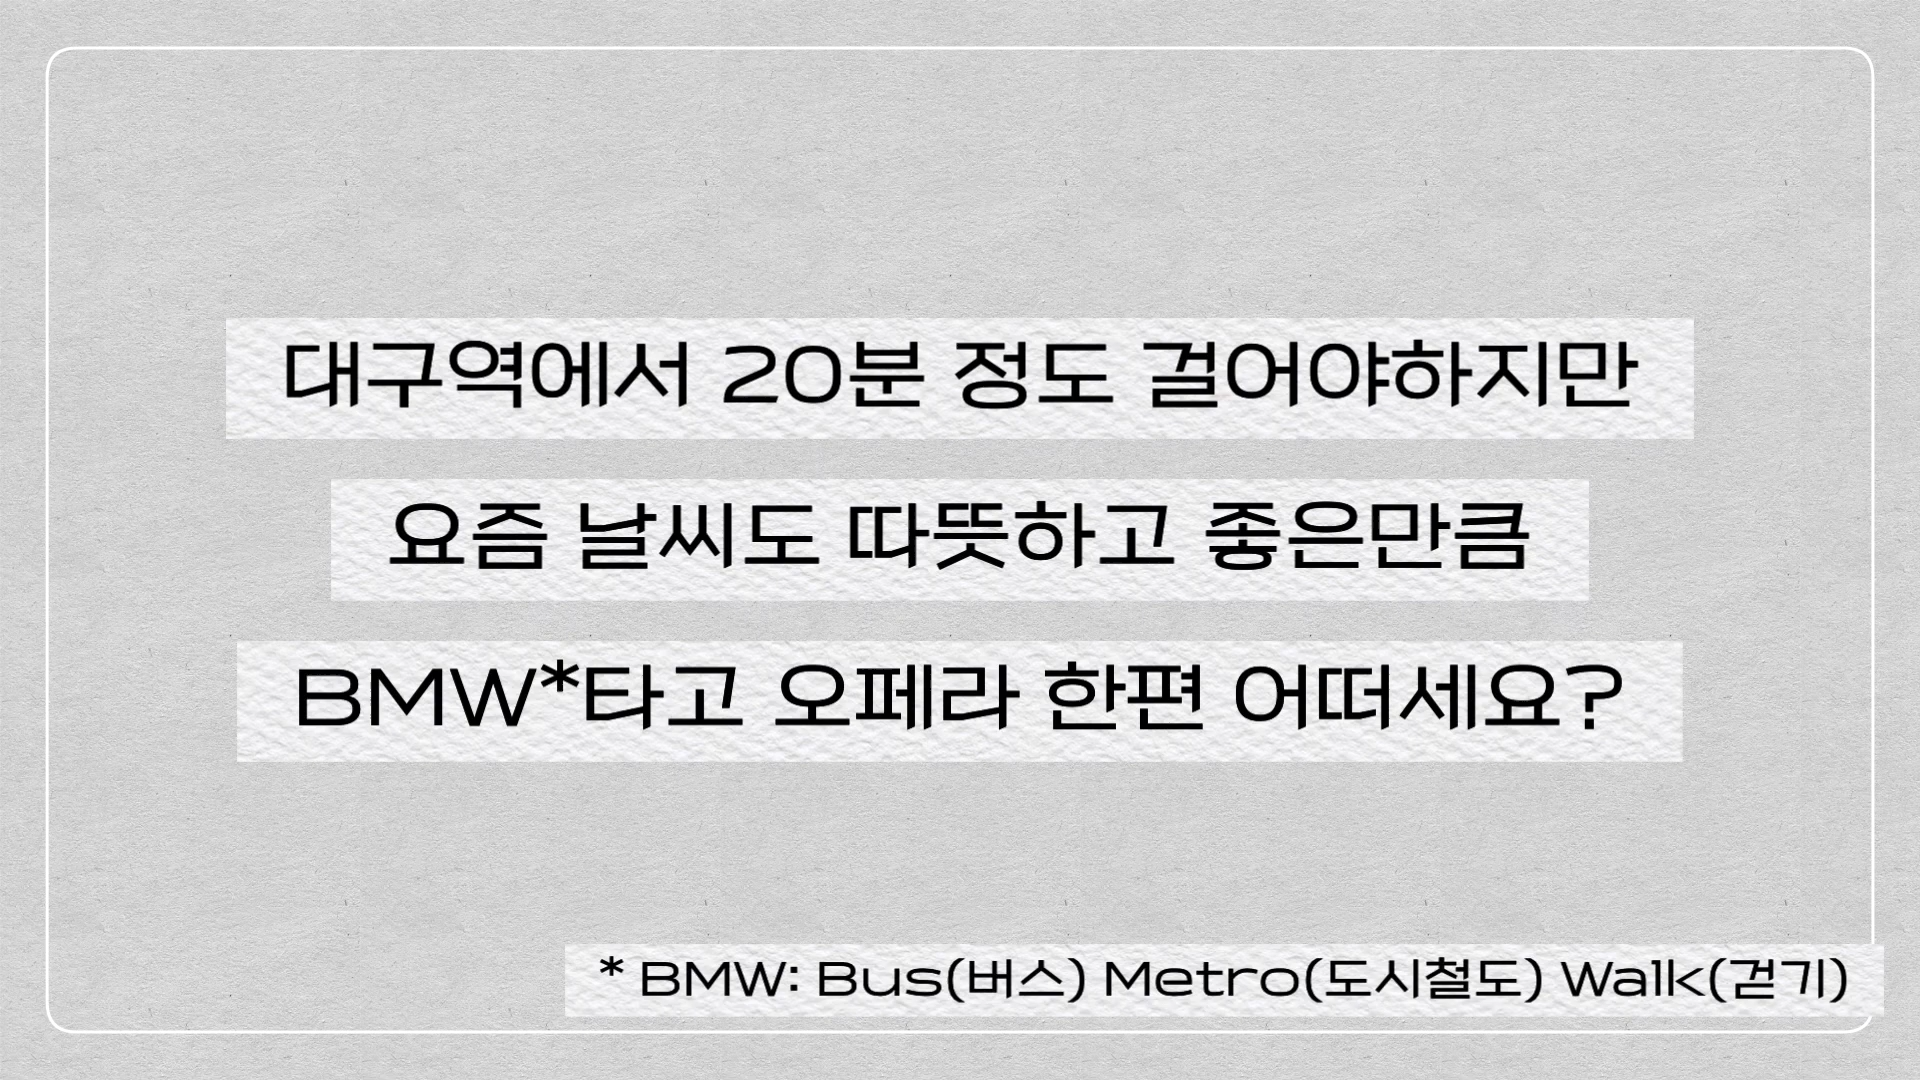 대구역에서 20분 정도 걸어야하지만
요즘 날씨도 따뜻하고 좋은만큼
BMW*타고 오페라 한편 어떠세요?
* BMW: Bus(버스) Metro(도시철도) Walk(걷기)